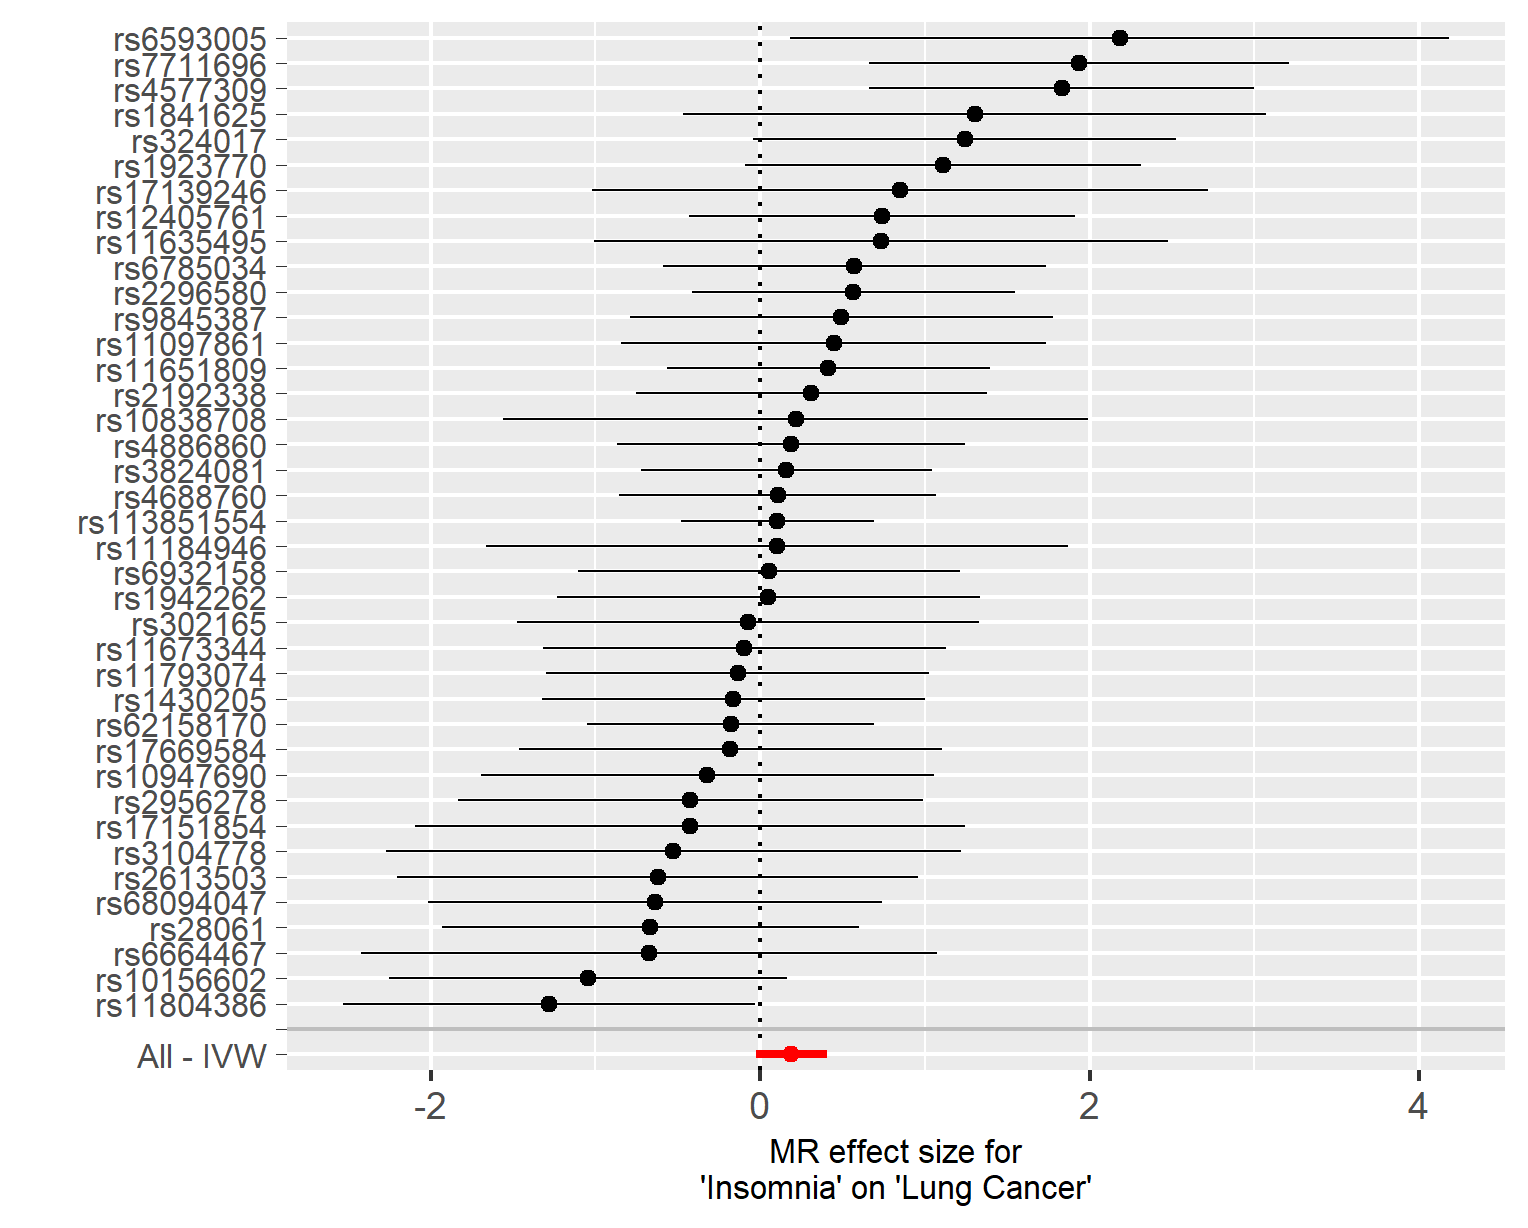 rs6593005
rs7711696
rs4577309
rs1841625
rs324017
rs1923770
rs17139246
rs12405761
rs11635495
rs6785034
rs2296580
rs9845387
rs11097861
rs11651809
rs2192338
rs10838708
rs4886860
rs3824081
rs4688760
rs113851554
rs11184946
rs6932158
rs1942262
rs302165
rs11673344
rs11793074
rs1430205
rs62158170
rs17669584
rs10947690
rs2956278
rs17151854
rs3104778
rs2613503
rs68094047
rs28061
rs6664467
rs10156602
rs11804386
All - IVW
-2 0 2 4
MR effect size for
'Insomnia' on 'Lung Cancer'